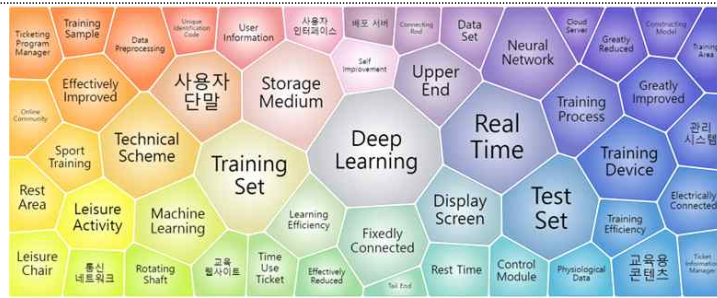 Ticketing
Program
Manager
Training
Sample
Data
Preprocessing
Unique
Identification
Code
User
Information
사용자
인터페이스
배포 서버
Connecting
Rod
Data
Set
Neural
Network
Cloud
Server
Greatly
Reduced
Constructing
Model
Training
Area
Effectively
Improved
사용자
단말
Storage
Medium
Self
Improvement
Upper
End
Training
Process
Greatly
Improved
관리
시스템
Online
Community
Sport
Training
Technical
Scheme
Training
Set
Deep
Learning
Real
Time
Training
Device
Electrically
Connected
Rest
Area
Leisure
Activity
Machine
Learning
Learning
Efficiency
Fixedly
Connected
Display
Screen
Test
Set
Training
Efficiency
Leisure
Chair
통신
네트워크
Rotating
Shaft
교육
웹사이트
Time
Use
Ticket
Effectively
Reduced
Tail End
Rest Time
Control
Module
Physiological
Data
교육용
콘텐츠
Ticket
Information
Manager